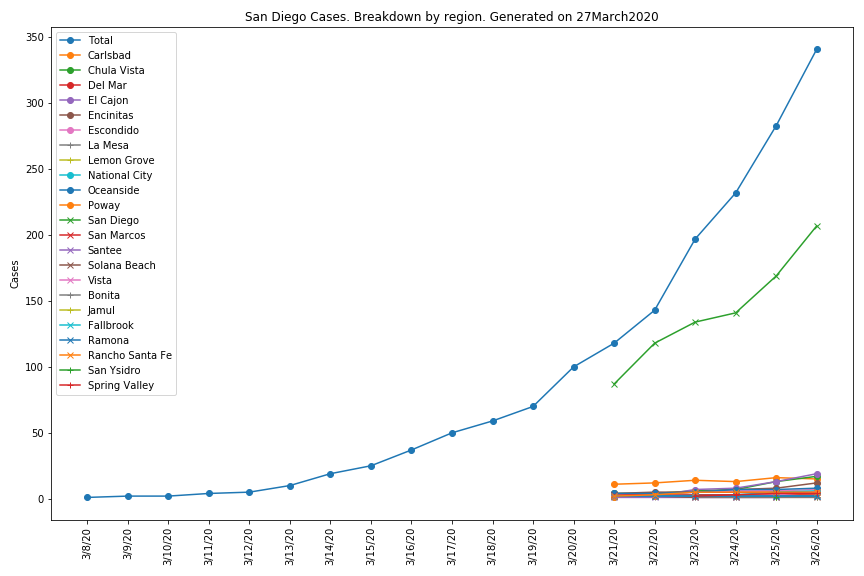 San Diego Cases. Breakdown by region. Generated on 27March2020
350
300
250
200
150
100
50
0
Cases
Total
Carlsbad
Chula Vista
Del Mar
El Cajon
Encinitas
Escondido
La Mesa
Lemon Grove
National City
Oceanside
Poway
San Diego
San Marcos
Santee
Solana Beach
Vista
Bonita
Jamul
Fallbrook
Ramona
Rancho Santa Fe
San Ysidro
Spring Valley
3/8/20
3/9/20
3/10/20
3/11/20
3/12/20
3/13/20
3/14/20
3/15/20
3/16/20
3/17/20
3/18/20
3/19/20
3/20/20
3/21/20
3/22/20
3/23/20
3/24/20
3/25/20
3/26/20